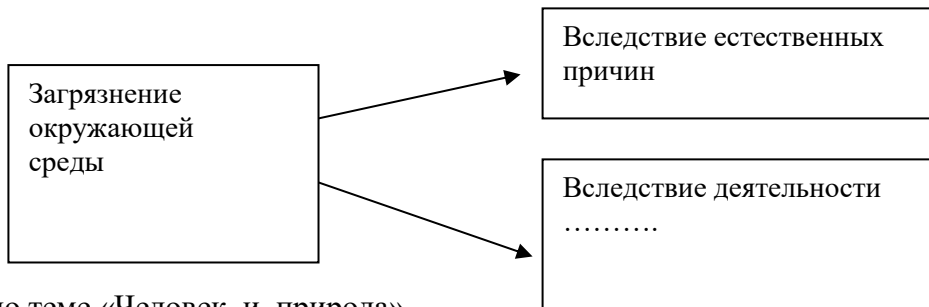 Загрязнение
окружающей
среды
Вследствие естественных
причин
Вследствие деятельности
……….
по теме «Человек и природа»